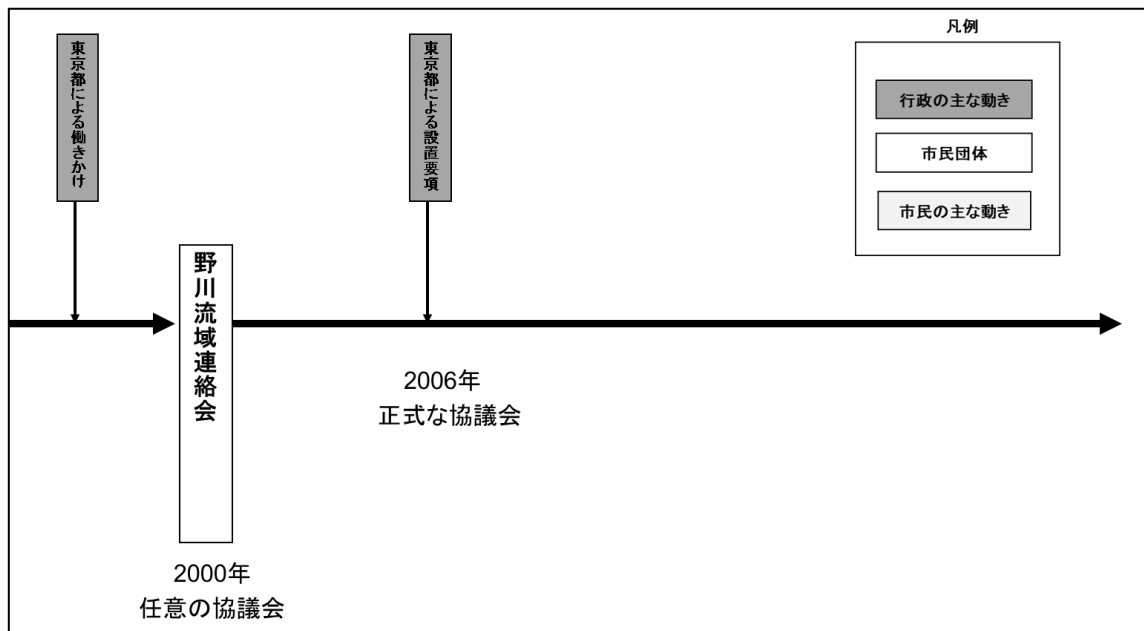 東京都による働きかけ
東京都による設置要項
凡例
行政の主な動き
市民団体
市民の主な動き
野川流域連絡会
2006年
正式な協議会
2000年
任意の協議会